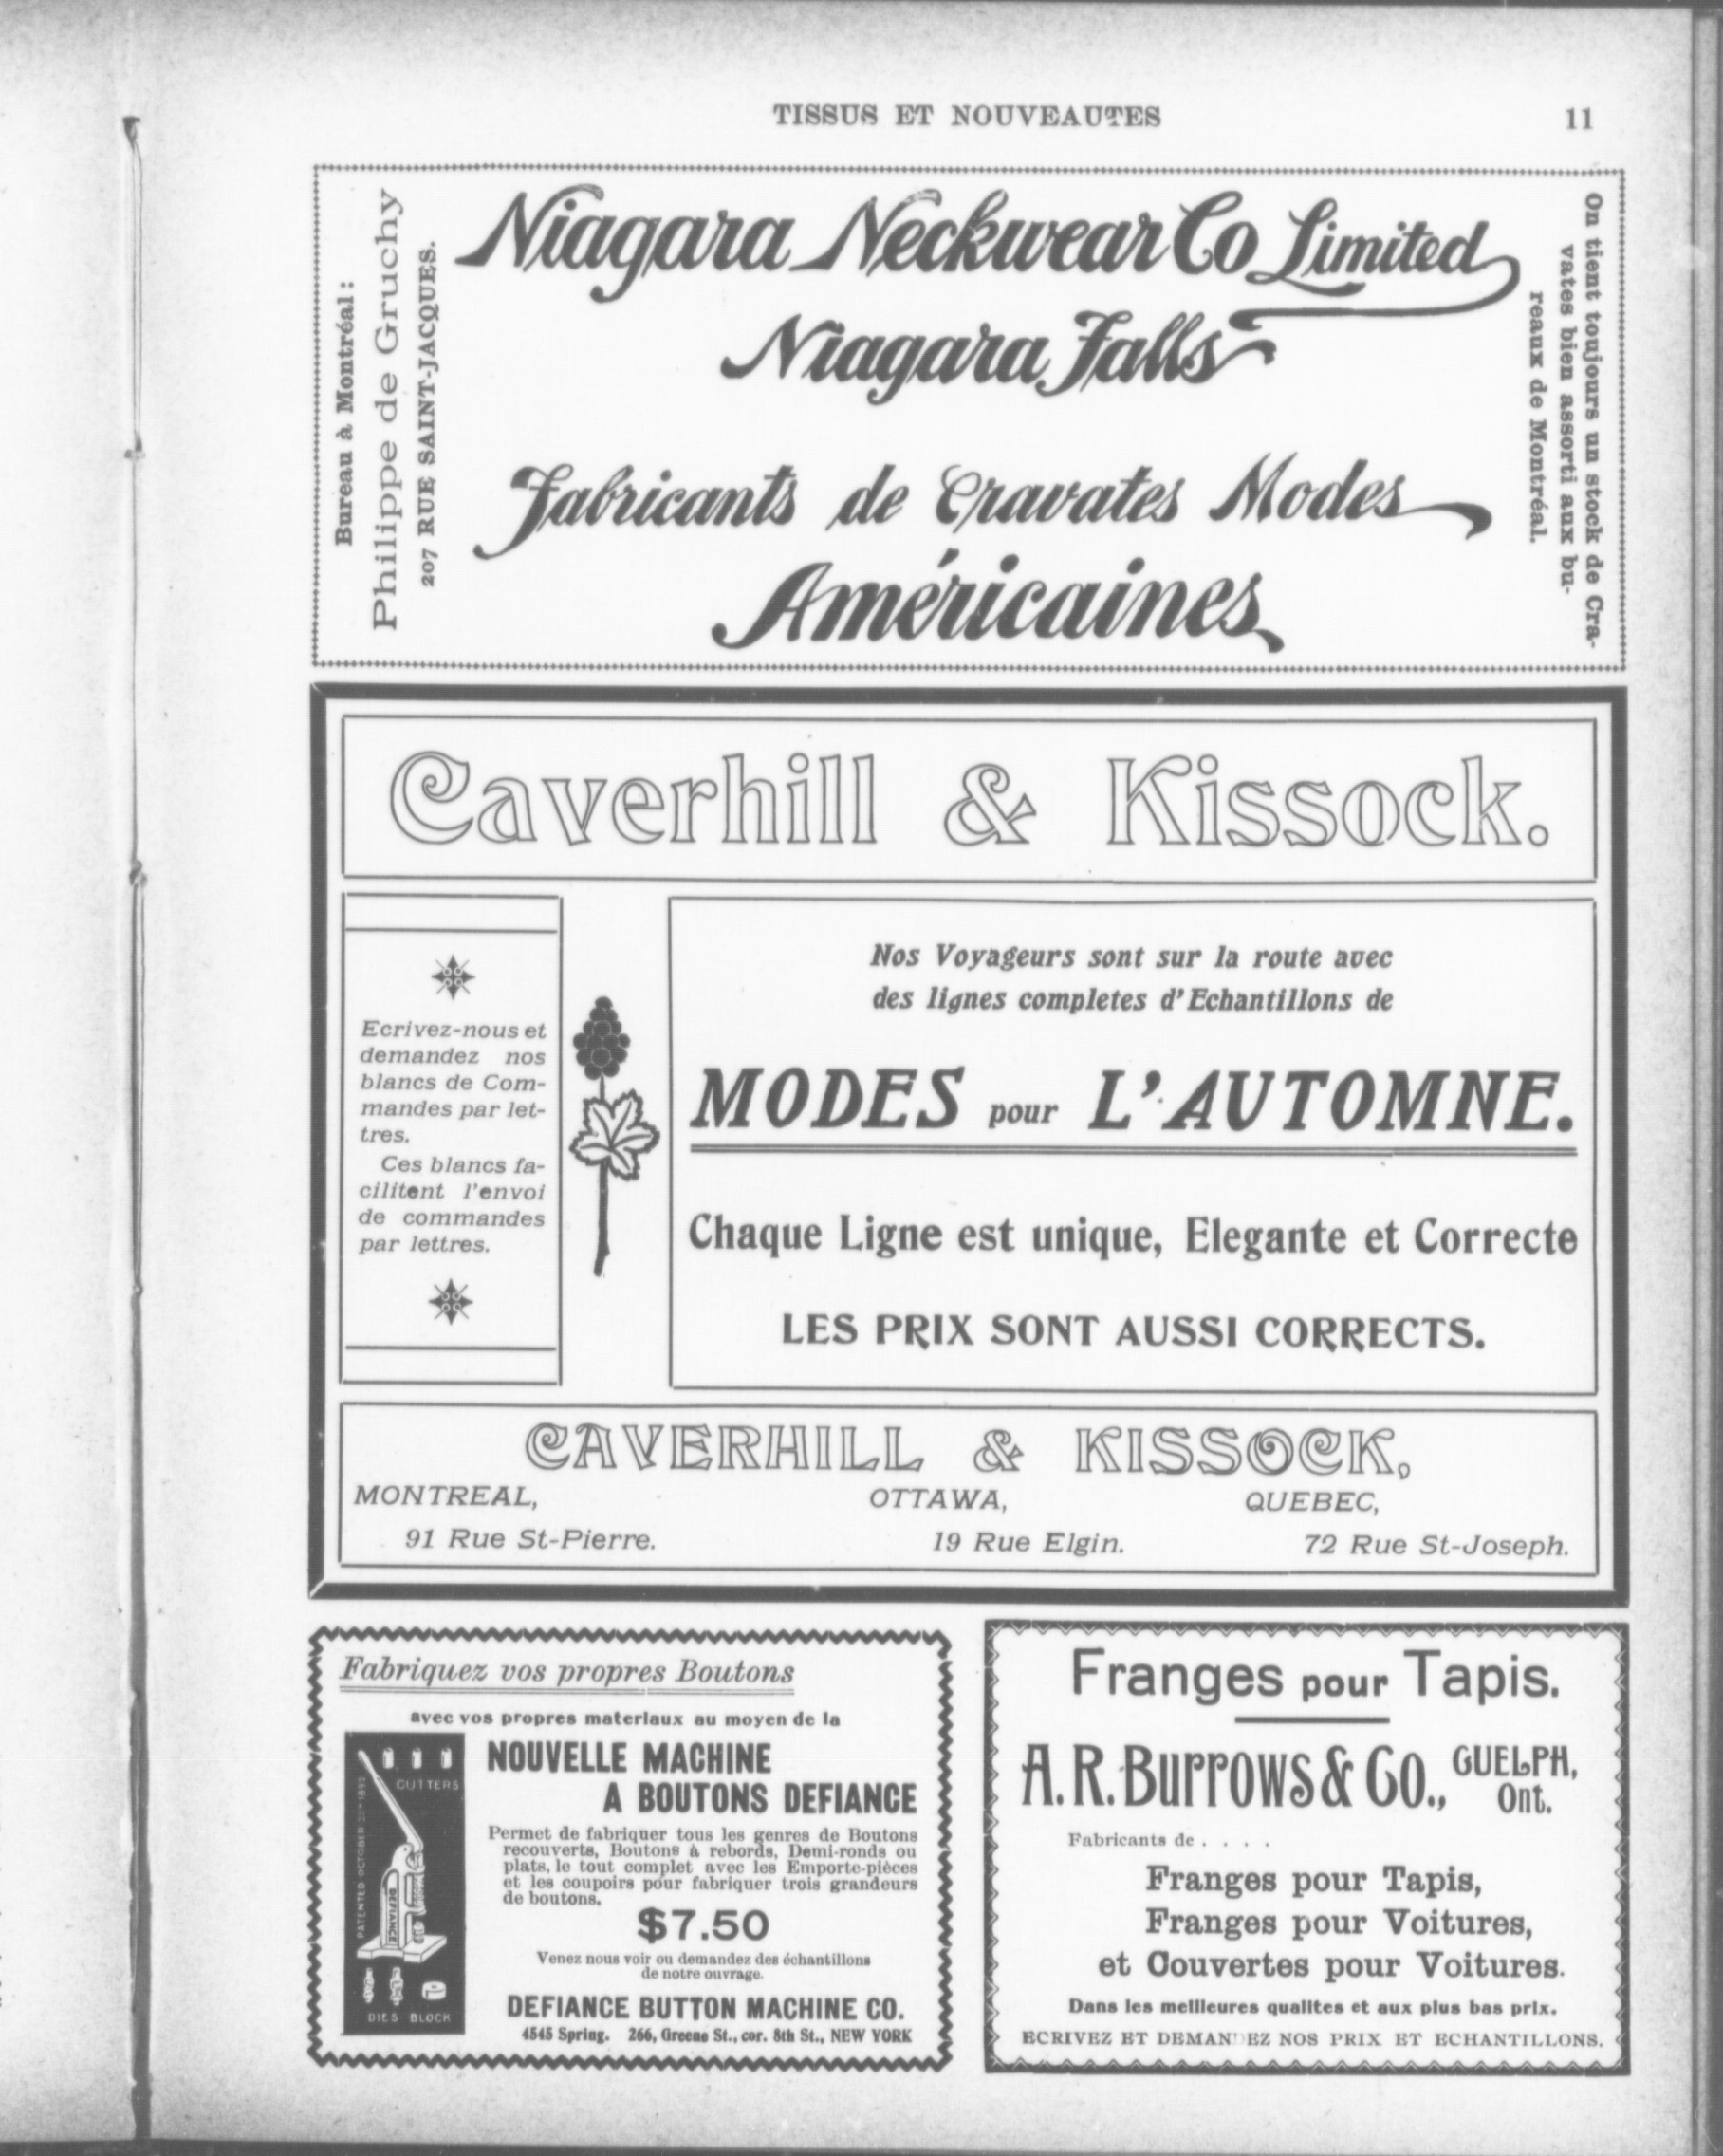 TISSUS ET NOUVEAUTES
11
Bureau à Montréal:
Philippe de Gruchy
207 RUE SAINT-JACQUES.
Niagara Neckwear Co Limited
Niagara Falls
Fabricants de Cravates Modes
Américaines
On tient toujours un stock de Cra-
vates bien assorti aux bu-
reaux de Montréal.
Caverhill & Kissock.
Ecrivez-nous et
demandez nos
blancs de Com-
mandes par let-
tres.
Ces blancs fa-
cilitent l'envoi
de commandes
par lettres.
Nos Voyageurs sont sur la route avec
des lignes completes d'Echantillons de
MODES pour L'AUTOMNE.
Chaque Ligne est unique, Elegante et Correcte
LES PRIX SONT AUSSI CORRECTS.
CAVERHILL & KISSOCK,
MONTREAL, OTTAWA, QUEBEC,
91 Rue St-Pierre. 19 Rue Elgin. 72 Rue St-Joseph.
Fabriquez vos propres Boutons
avec vos propres materiaux au moyen de la
NOUVELLE MACHINE
A BOUTONS DEFIANCE
CUTTERS
PATENTED OCTOBER 25TH 1892
DEFIANCE
DIES BLOCK
Permet de fabriquer tous les genres de Boutons
recouverts, Boutons à rebords, Demi-ronds ou
plats, le tout complet avec les Emporte-pièces
et les coupoirs pour fabriquer trois grandeurs
de boutons.
$7.50
Venez nous voir ou demandez des échantillons
de notre ouvrage.
DEFIANCE BUTTON MACHINE CO.
4545 Spring. 266, Greene St., cor. 8th St., NEW YORK
Franges pour Tapis.
A. R. Burrows & Co., GUELPH,
Ont.
Fabricants de . . . .
Franges pour Tapis,
Franges pour Voitures,
et Couvertes pour Voitures.
Dans les meilleures qualites et aux plus bas prix.
ECRIVEZ ET DEMANDEZ NOS PRIX ET ECHANTILLONS.